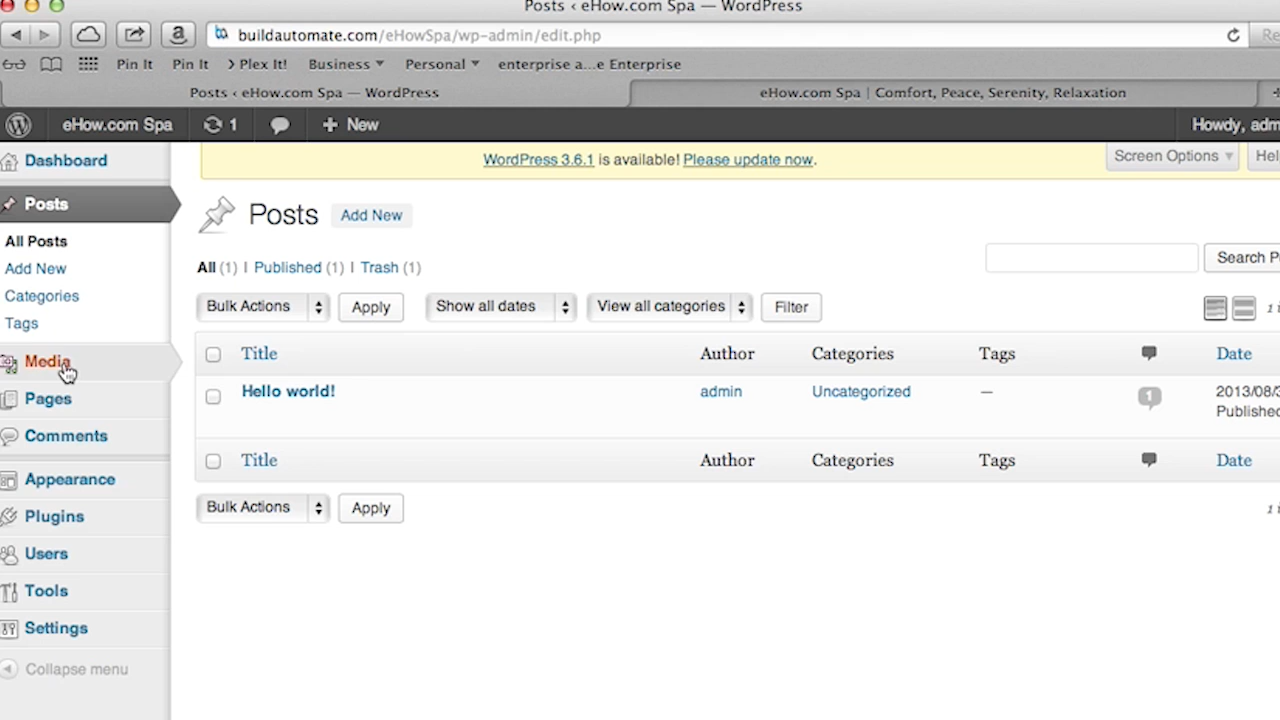 Posts ‹ eHow.com Spa — WordPress
buildautomate.com/eHowSpa/wp-admin/edit.php
Pin It Pin It > Plex It! Business Personal enterprise a...e Enterprise
Posts ‹ eHow.com Spa — WordPress eHow.com Spa | Comfort, Peace, Serenity, Relaxation
eHow.com Spa 1 + New Howdy, adm
Dashboard
Posts
All Posts
Add New
Categories
Tags
Media
Pages
Comments
Appearance
Plugins
Users
Tools
Settings
Collapse menu
WordPress 3.6.1 is available! Please update now.
Screen Options Hel
Posts Add New
All (1) | Published (1) | Trash (1)
Search P
Bulk Actions Apply Show all dates View all categories Filter
Title Author Categories Tags Date
Hello world! admin Uncategorized — 1 2013/08/3
Published
Title Author Categories Tags Date
Bulk Actions Apply